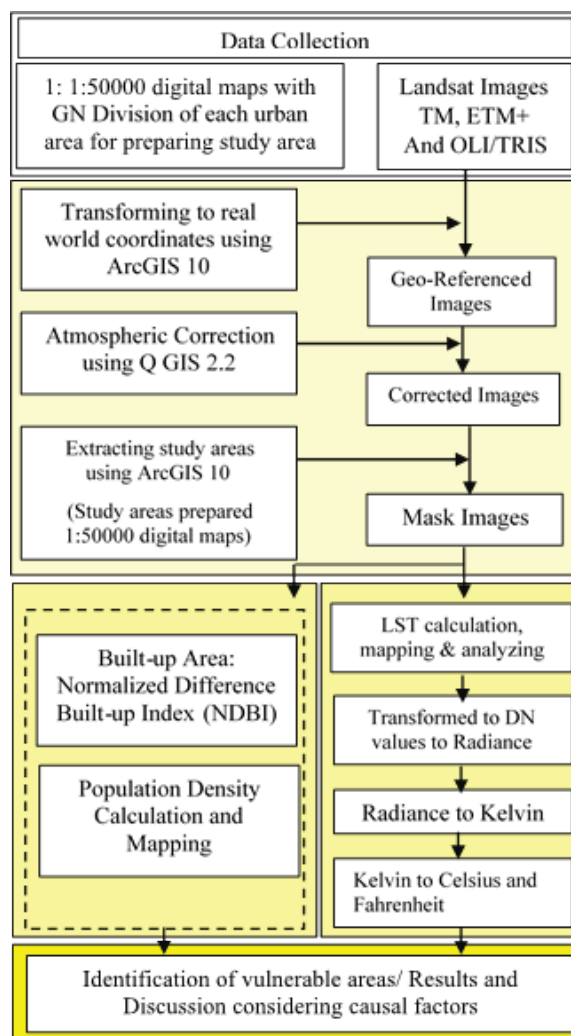 Data Collection
1: 1:50000 digital maps with
GN Division of each urban
area for preparing study area
Landsat Images
TM, ETM+
And OLI/TRIS
Transforming to real
world coordinates using
ArcGIS 10
Geo-Referenced
Images
Atmospheric Correction
using Q GIS 2.2
Corrected Images
Extracting study areas
using ArcGIS 10
(Study areas prepared
1:50000 digital maps)
Mask Images
Built-up Area:
Normalized Difference
Built-up Index (NDBI)
Population Density
Calculation and
Mapping
LST calculation,
mapping & analyzing
Transformed to DN
values to Radiance
Radiance to Kelvin
Kelvin to Celsius and
Fahrenheit
Identification of vulnerable areas/ Results and
Discussion considering causal factors